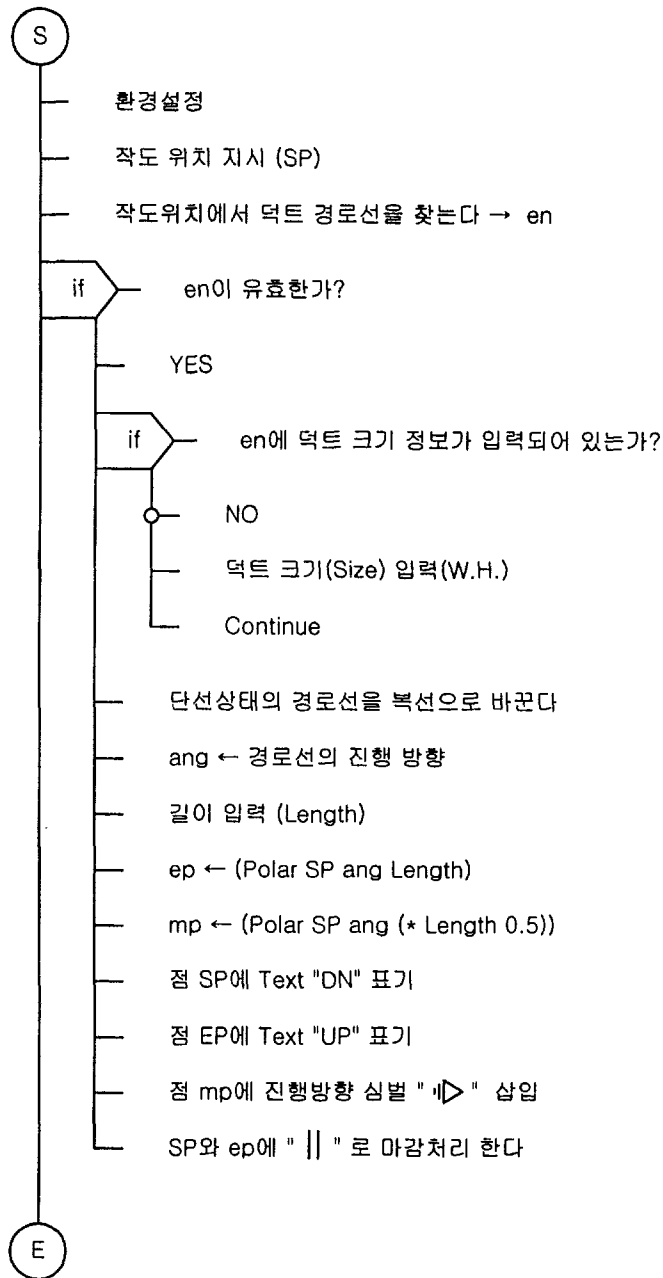 S
환경설정
작도 위치 지시 (SP)
작도위치에서 덕트 경로선을 찾는다 → en
if en이 유효한가?
YES
if en에 덕트 크기 정보가 입력되어 있는가?
NO
덕트 크기(Size) 입력(W.H.)
Continue
단선상태의 경로선을 복선으로 바꾼다
ang ← 경로선의 진행 방향
길이 입력 (Length)
ep ← (Polar SP ang Length)
mp ← (Polar SP ang (* Length 0.5))
점 SP에 Text "DN" 표기
점 EP에 Text "UP" 표기
점 mp에 진행방향 심벌 " " 삽입
SP와 ep에 " || " 로 마감처리 한다
E